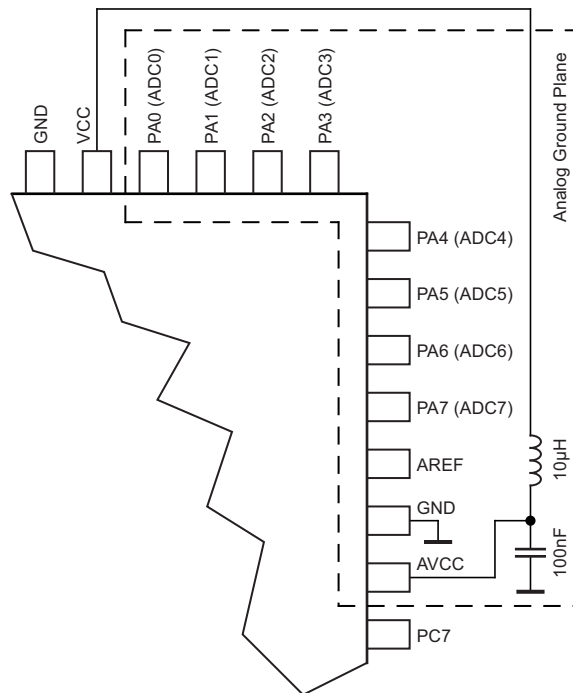 GND
VCC
PA0 (ADC0)
PA1 (ADC1)
PA2 (ADC2)
PA3 (ADC3)
Analog Ground Plane
PA4 (ADC4)
PA5 (ADC5)
PA6 (ADC6)
PA7 (ADC7)
AREF
10µH
GND
AVCC
100nF
PC7